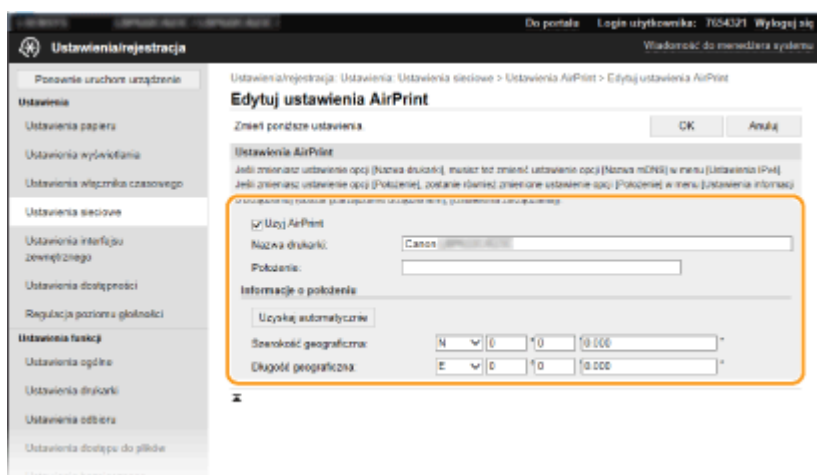 Do portalu Login użytkownika: 7654321 Wyloguj się
Ustawienia/rejestracja
Wiadomość do menedżera systemu
Ponownie uruchom urządzenie
Ustawienia
Ustawienia papieru
Ustawienia wyświetlania
Ustawienia włącznika czasowego
Ustawienia sieciowe
Ustawienia interfejsu
zewnętrznego
Ustawienia dostępności
Regulacja poziomu głośności
Ustawienia funkcji
Ustawienia ogólne
Ustawienia drukarki
Ustawienia odbioru
Ustawienia dostępu do plików
Ustawienia/rejestracja: Ustawienia: Ustawienia sieciowe > Ustawienia AirPrint > Edytuj ustawienia AirPrint
Edytuj ustawienia AirPrint
Zmień poniższe ustawienia.
OK Anuluj
Ustawienia AirPrint
Jeśli zmieniasz ustawienie opcji [Nazwa drukarki], musisz też zmienić ustawienie opcji [Nazwa mDNS] w menu [Ustawienia IPv4].
Jeśli zmieniasz ustawienie opcji [Położenie], zostanie również zmienione ustawienie opcji [Położenie] w menu [Ustawienia informacji
Użyj AirPrint
Nazwa drukarki: Canon
Położenie:
Informacje o położeniu
Uzyskaj automatycznie
Szerokość geograficzna: N 0 ° 0 ' 0.000 "
Długość geograficzna: E 0 ° 0 ' 0.000 "